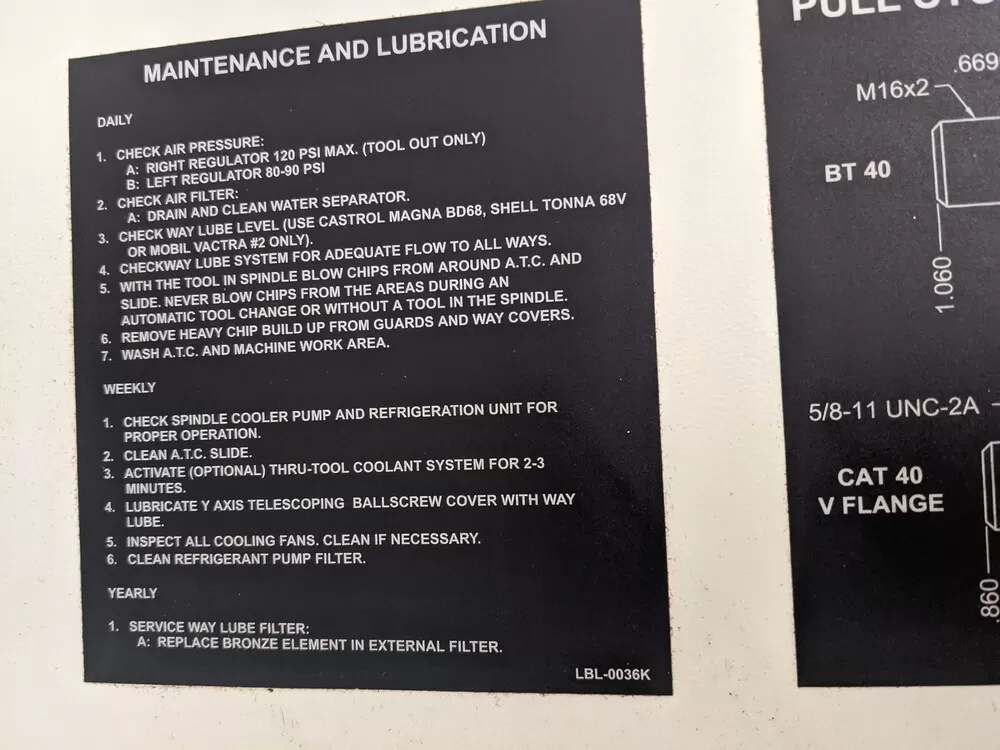 MAINTENANCE AND LUBRICATION
DAILY
1. CHECK AIR PRESSURE:
A: RIGHT REGULATOR 120 PSI MAX. (TOOL OUT ONLY)
B: LEFT REGULATOR 80-90 PSI
2. CHECK AIR FILTER:
A: DRAIN AND CLEAN WATER SEPARATOR.
3. CHECK WAY LUBE LEVEL (USE CASTROL MAGNA BD68, SHELL TONNA 68V
OR MOBIL VACTRA #2 ONLY).
4. CHECKWAY LUBE SYSTEM FOR ADEQUATE FLOW TO ALL WAYS.
5. WITH THE TOOL IN SPINDLE BLOW CHIPS FROM AROUND A.T.C. AND
SLIDE. NEVER BLOW CHIPS FROM THE AREAS DURING AN
AUTOMATIC TOOL CHANGE OR WITHOUT A TOOL IN THE SPINDLE.
6. REMOVE HEAVY CHIP BUILD UP FROM GUARDS AND WAY COVERS.
7. WASH A.T.C. AND MACHINE WORK AREA.
WEEKLY
1. CHECK SPINDLE COOLER PUMP AND REFRIGERATION UNIT FOR
PROPER OPERATION.
2. CLEAN A.T.C. SLIDE.
3. ACTIVATE (OPTIONAL) THRU-TOOL COOLANT SYSTEM FOR 2-3
MINUTES.
4. LUBRICATE Y AXIS TELESCOPING BALLSCREW COVER WITH WAY
LUBE.
5. INSPECT ALL COOLING FANS. CLEAN IF NECESSARY.
6. CLEAN REFRIGERANT PUMP FILTER.
YEARLY
1. SERVICE WAY LUBE FILTER:
A: REPLACE BRONZE ELEMENT IN EXTERNAL FILTER.
LBL-0036K
PULL
.669
M16x2
BT 40
1.060
5/8-11 UNC-2A
CAT 40
V FLANGE
.860